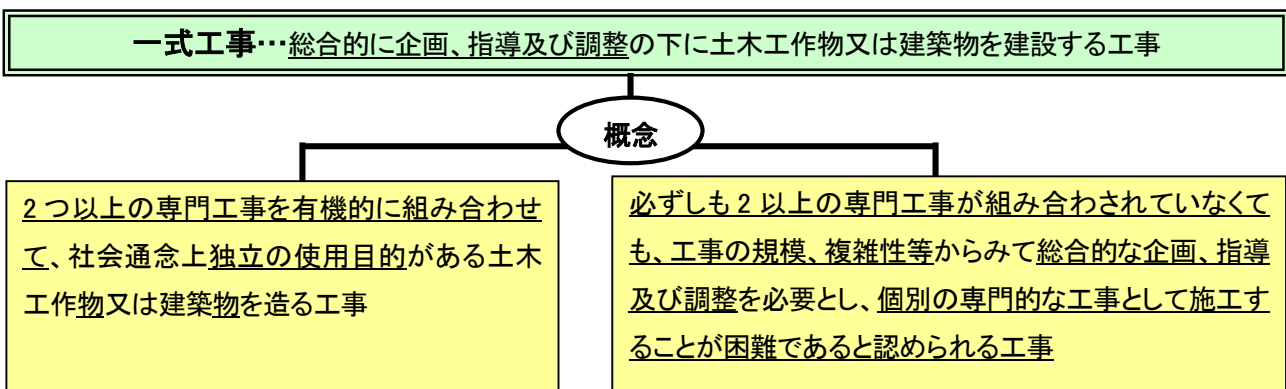 一式工事…総合的に企画、指導及び調整の下に土木工作物又は建築物を建設する工事
概念
2つ以上の専門工事を有機的に組み合わせ
て、社会通念上独立の使用目的がある土木
工作物又は建築物を造る工事
必ずしも2以上の専門工事が組み合わされていなくて
も、工事の規模、複雑性等からみて総合的な企画、指導
及び調整を必要とし、個別の専門的な工事として施工す
ることが困難であると認められる工事